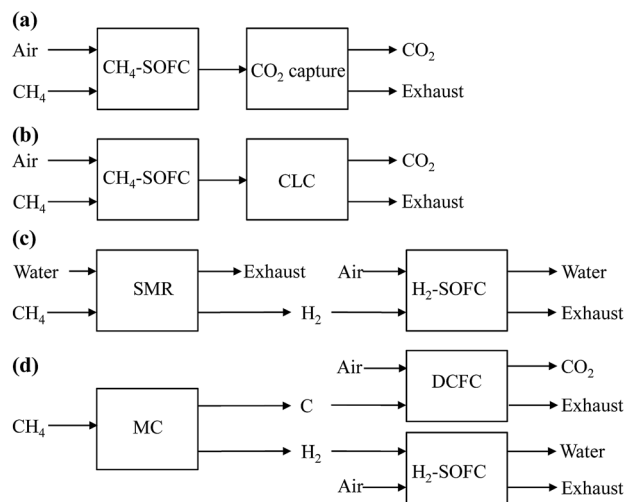 (a)
Air
CH₄
CH₄-SOFC
CO₂ capture
CO₂
Exhaust
(b)
Air
CH₄
CH₄-SOFC
CLC
CO₂
Exhaust
(c)
Water
CH₄
SMR
Exhaust
H₂
Air
H₂-SOFC
Water
Exhaust
(d)
CH₄
MC
C
H₂
Air
DCFC
CO₂
Exhaust
Air
H₂-SOFC
Water
Exhaust